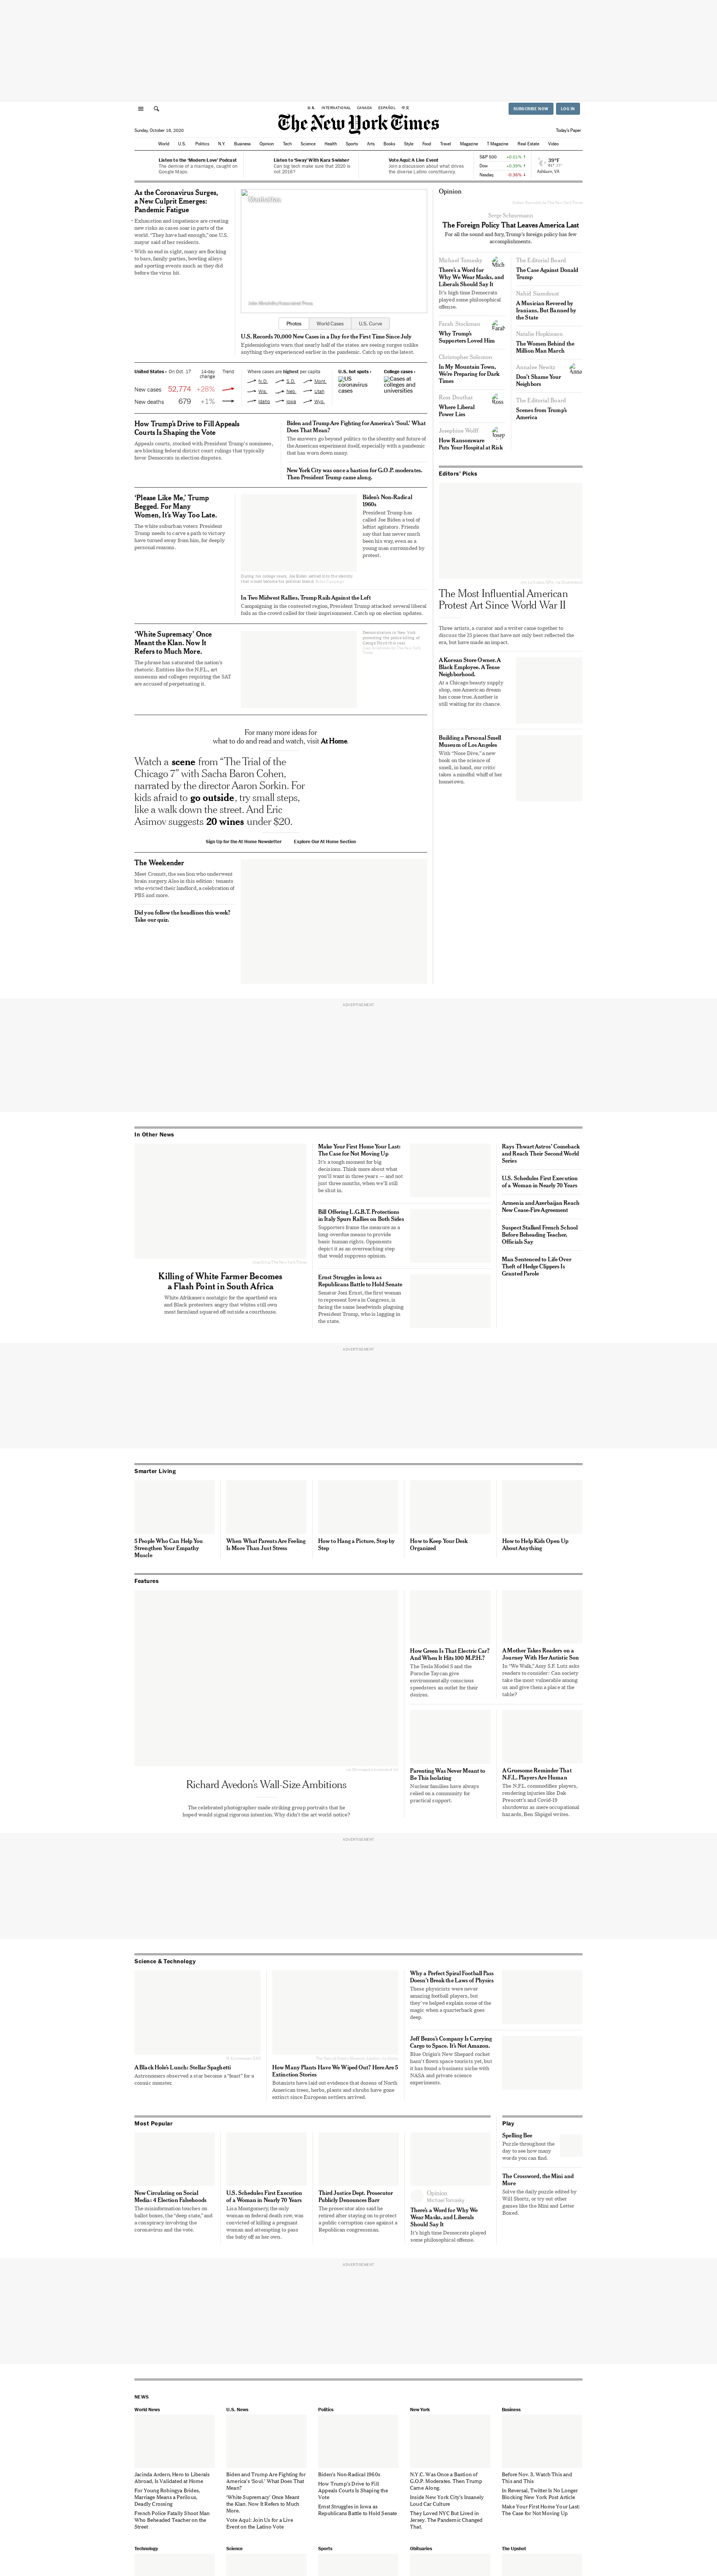 U.S. INTERNATIONAL CANADA ESPAÑOL 中文
SUBSCRIBE NOW LOG IN
The New York Times
Sunday, October 18, 2020
Today's Paper
World U.S. Politics N.Y. Business Opinion Tech Science Health Sports Arts Books Style Food Travel Magazine T Magazine Real Estate Video
Listen to the 'Modern Love' Podcast
The demise of a marriage, caught on
Google Maps.
Listen to 'Sway' With Kara Swisher
Can big tech make sure that 2020 is
not 2016?
Vote Aquí: A Live Event
Join a discussion about what drives
the diverse Latino constituency.
S&P 500 +0.01% ↑
Dow +0.39% ↑
Nasdaq -0.36% ↓
39°F
Ashburn, VA
As the Coronavirus Surges,
a New Culprit Emerges:
Pandemic Fatigue
• Exhaustion and impatience are creating
new risks as cases soar in parts of the
world. “They have had enough,” one U.S.
mayor said of her residents.
• With no end in sight, many are flocking
to bars, family parties, bowling alleys
and sporting events much as they did
before the virus hit.
Manhattan
John Minchillo/Associated Press
Photos World Cases U.S. Curve
U.S. Records 70,000 New Cases in a Day for the First Time Since July
Epidemiologists warn that nearly half of the states are seeing surges unlike
anything they experienced earlier in the pandemic. Catch up on the latest.
United States › On Oct. 17 14-day
change Trend
New cases 52,774 +28%
New deaths 679 +1%
Where cases are highest per capita
N.D. S.D. Mont.
Wis. Neb. Utah
Idaho Iowa Wyo.
U.S. hot spots ›
US
coronavirus
cases
College cases ›
Cases at
colleges and
universities
How Trump’s Drive to Fill Appeals
Courts Is Shaping the Vote
Appeals courts, stocked with President Trump’s nominees,
are blocking federal district court rulings that typically
favor Democrats in election disputes.
Biden and Trump Are Fighting for America’s ‘Soul.’ What
Does That Mean?
The answers go beyond politics to the identity and future of
the American experiment itself, especially with a pandemic
that has worn down many.
New York City was once a bastion for G.O.P. moderates.
Then President Trump came along.
‘Please Like Me,’ Trump
Begged. For Many
Women, It’s Way Too Late.
The white suburban voters President
Trump needs to carve a path to victory
have turned away from him, for deeply
personal reasons.
During his college years, Joe Biden settled into the identity
that would become his political brand. Biden Campaign
Biden’s Non-Radical
1960s
President Trump has
called Joe Biden a tool of
leftist agitators. Friends
say that has never much
been his way, even as a
young man surrounded by
protest.
In Two Midwest Rallies, Trump Rails Against the Left
Campaigning in the contested region, President Trump attacked several liberal
foils as the crowd called for their imprisonment. Catch up on election updates.
‘White Supremacy’ Once
Meant the Klan. Now It
Refers to Much More.
The phrase has saturated the nation’s
rhetoric. Entities like the N.F.L., art
museums and colleges requiring the SAT
are accused of perpetuating it.
Demonstrators in New York
protesting the police killing of
George Floyd this year.
For many more ideas for
what to do and read and watch, visit At Home.
Watch a scene from “The Trial of the
Chicago 7” with Sacha Baron Cohen,
narrated by the director Aaron Sorkin. For
kids afraid to go outside, try small steps,
like a walk down the street. And Eric
Asimov suggests 20 wines under $20.
Sign Up for the At Home Newsletter Explore Our At Home Section
The Weekender
Meet Cronutt, the sea lion who underwent
brain surgery. Also in this edition: tenants
who evicted their landlord, a celebration of
PBS and more.
Did you follow the headlines this week?
Take our quiz.
Opinion
Serge Schmemann
The Foreign Policy That Leaves America Last
For all the sound and fury, Trump’s foreign policy has few
accomplishments.
Michael Tomasky
There’s a Word for
Why We Wear Masks, and
Liberals Should Say It
It’s high time Democrats
played some philosophical
offense.
Farah Stockman
Why Trump’s
Supporters Loved Him
Christopher Solomon
In My Mountain Town,
We’re Preparing for Dark
Times
Ross Douthat
Where Liberal
Power Lies
Josephine Wolff
How Ransomware
Puts Your Hospital at Risk
The Editorial Board
The Case Against Donald
Trump
Nahid Siamdoust
A Musician Revered by
Iranians, But Banned by
the State
Natalie Hopkinson
The Women Behind the
Million Man March
Annalee Newitz
Don’t Shame Your
Neighbors
The Editorial Board
Scenes from Trump’s
America
Editors’ Picks
The Most Influential American
Protest Art Since World War II
Three artists, a curator and a writer came together to
discuss the 25 pieces that have not only best reflected the
era, but have made an impact.
A Korean Store Owner. A
Black Employee. A Tense
Neighborhood.
At a Chicago beauty supply
shop, one American dream
has come true. Another is
still waiting for its chance.
Building a Personal Smell
Museum of Los Angeles
With “Nose Dive,” a new
book on the science of
smell, in hand, our critic
takes a mindful whiff of her
hometown.
ADVERTISEMENT
In Other News
Killing of White Farmer Becomes
a Flash Point in South Africa
White Afrikaners nostalgic for the apartheid era
and Black protesters angry that whites still own
most farmland squared off outside a courthouse.
Make Your First Home Your Last:
The Case for Not Moving Up
It’s a tough moment for big
decisions. Think more about what
you’ll want in three years — and not
just three months, when we’ll still
be shut in.
Bill Offering L.G.B.T. Protections
in Italy Spurs Rallies on Both Sides
Supporters frame the measure as a
long-overdue means to provide
basic human rights. Opponents
depict it as an overreaching step
that would suppress opinion.
Ernst Struggles in Iowa as
Republicans Battle to Hold Senate
Senator Joni Ernst, the first woman
to represent Iowa in Congress, is
facing the same headwinds plaguing
President Trump, who is lagging in
the state.
Rays Thwart Astros’ Comeback
and Reach Their Second World
Series
U.S. Schedules First Execution
of a Woman in Nearly 70 Years
Armenia and Azerbaijan Reach
New Cease-Fire Agreement
Suspect Stalked French School
Before Beheading Teacher,
Officials Say
Man Sentenced to Life Over
Theft of Hedge Clippers Is
Granted Parole
ADVERTISEMENT
Smarter Living
5 People Who Can Help You
Strengthen Your Empathy
Muscle
When What Parents Are Feeling
Is More Than Just Stress
How to Hang a Picture, Step by
Step
How to Keep Your Desk
Organized
How to Help Kids Open Up
About Anything
Features
Richard Avedon’s Wall-Size Ambitions
The celebrated photographer made striking group portraits that for
hoped would signal rigorous intention. Why didn’t the art world notice?
How Green Is That Electric Car?
And When It Hits 100 M.P.H.?
The Tesla Model S and the
Porsche Taycan give
environmentally conscious
speedsters an outlet for their
desires.
A Mother Takes Readers on a
Journey With Her Autistic Son
In “We Walk,” Amy S.F. Lutz asks
readers to consider: Can society
take the most vulnerable among
us and give them a place at the
table?
Parenting Was Never Meant to
Be This Isolating
Nuclear families have always
relied on a community for
practical support.
A Gruesome Reminder That
N.F.L. Players Are Human
The N.F.L. commodifies players,
rendering injuries like Dak
Prescott’s and Covid-19
shutdowns as mere occupational
hazards, Ben Shpigel writes.
ADVERTISEMENT
Science & Technology
A Black Hole’s Lunch: Stellar Spaghetti
Astronomers observed a star become a “feast” for a
cosmic monster.
How Many Plants Have We Wiped Out? Here Are 5
Extinction Stories
Botanists have laid out evidence that dozens of North
American trees, herbs, plants and shrubs have gone
extinct since European settlers arrived.
Why a Perfect Spiral Football Pass
Doesn’t Break the Laws of Physics
These physicists were never
amazing football players, but
they’ve helped explain some of the
magic when a quarterback goes
deep.
Jeff Bezos’s Company Is Carrying
Cargo to Space. It’s Not Amazon.
Blue Origin’s New Shepard rocket
hasn’t flown space tourists yet, but
it has found a business niche with
NASA and private science
experiments.
Most Popular
Now Circulating on Social
Media: 4 Election Falsehoods
The misinformation touches on
ballot boxes, the “deep state,” and
a conspiracy involving the
coronavirus and the vote.
U.S. Schedules First Execution
of a Woman in Nearly 70 Years
Lisa Montgomery, the only
woman on federal death row, was
convicted of killing a pregnant
woman and attempting to pass
the baby off as her own.
Third Justice Dept. Prosecutor
Publicly Denounces Barr
The prosecutor also said he
retired after staying on to protect
a public corruption case against a
Republican congressman.
Opinion
Michael Tomasky
There’s a Word for Why We
Wear Masks, and Liberals
Should Say It
It’s high time Democrats played
some philosophical offense.
Play
Spelling Bee
Puzzle throughout the
day to see how many
words you can find.
The Crossword, the Mini and
More
Solve the daily puzzle edited by
Will Shortz, or try out other
games like the Mini and Letter
Boxed.
ADVERTISEMENT
NEWS
World News
Jacinda Ardern, Hero to Liberals
Abroad, Is Validated at Home
For Young Rohingya Brides,
Marriage Means a Perilous,
Deadly Crossing
French Police Fatally Shoot Man
Who Beheaded Teacher on the
Street
U.S. News
Biden and Trump Are Fighting for
America’s ‘Soul.’ What Does That
Mean?
‘White Supremacy’ Once Meant
the Klan. Now It Refers to Much
More.
Vote Aquí: Join Us for a Live
Event on the Latino Vote
Politics
Biden’s Non-Radical 1960s
How Trump’s Drive to Fill
Appeals Courts Is Shaping the
Vote
Ernst Struggles in Iowa as
Republicans Battle to Hold Senate
New York
N.Y.C. Was Once a Bastion of
G.O.P. Moderates. Then Trump
Came Along.
Inside New York City’s Insanely
Loud Car Culture
They Loved NYC But Lived in
Jersey. The Pandemic Changed
That.
Business
Before Nov. 3, Watch This and
This and This
In Reversal, Twitter Is No Longer
Blocking New York Post Article
Make Your First Home Your Last:
The Case for Not Moving Up
Technology
Science
Sports
Obituaries
The Upshot